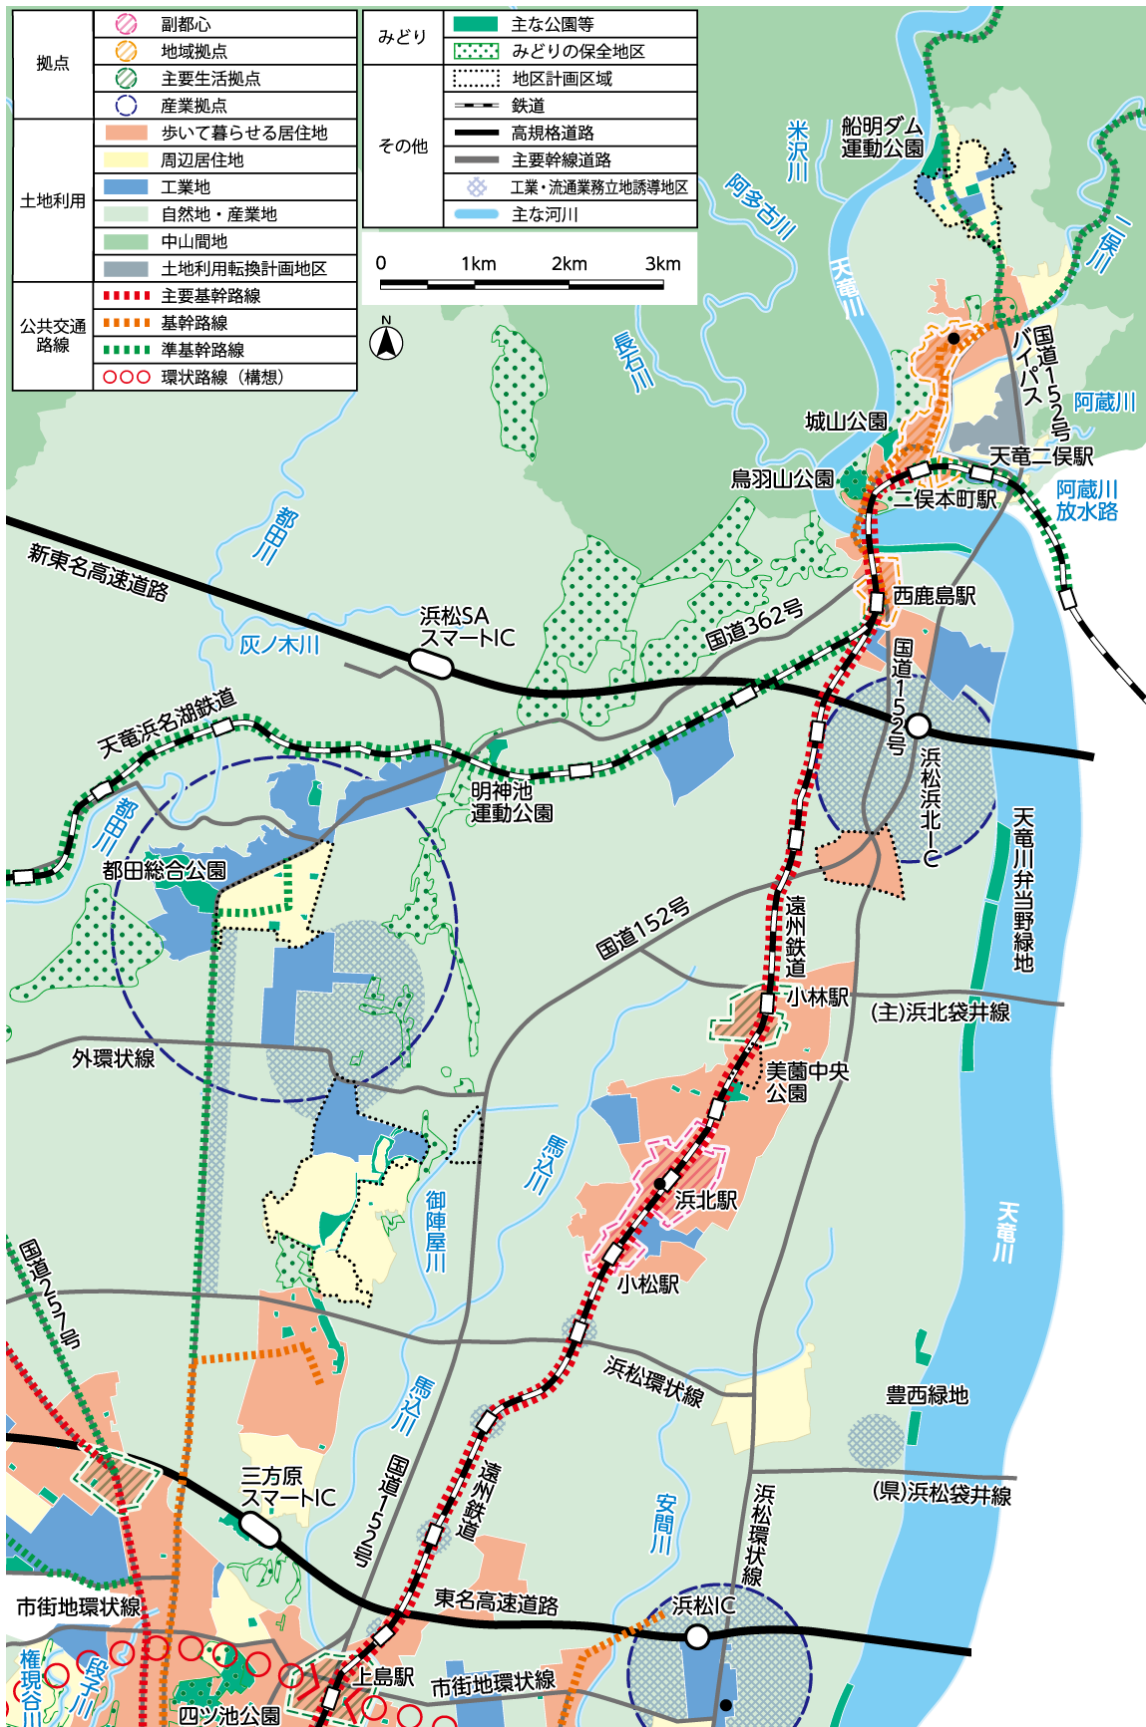 拠点
副都心
地域拠点
主要生活拠点
産業拠点
土地利用
歩いて暮らせる居住地
周辺居住地
工業地
自然地・産業地
中山間地
土地利用転換計画地区
公共交通
路線
主要基幹路線
基幹路線
準基幹路線
環状路線（構想）
みどり
主な公園等
みどりの保全地区
その他
地区計画区域
鉄道
高規格道路
主要幹線道路
工業・流通業務立地誘導地区
主な河川
0 1km 2km 3km
N
船明ダム
運動公園
米沢川
阿多古川
二俣川
天竜川
長石川
国道152号
バイパス
阿蔵川
城山公園
天竜二俣駅
鳥羽山公園
二俣本町駅
阿蔵川
放水路
都田川
新東名高速道路
西鹿島駅
浜松SA
スマートIC
国道362号
灰ノ木川
国道152号
天竜浜名湖鉄道
浜松浜北IC
明神池
運動公園
都田川
天竜川弁当野緑地
都田総合公園
遠州鉄道
国道152号
小林駅
(主)浜北袋井線
外環状線
美薗中央
公園
馬込川
御陣屋川
浜北駅
天竜川
国道257号
小松駅
浜松環状線
馬込川
豊西緑地
三方原
スマートIC
国道152号
遠州鉄道
安間川
浜松環状線
(県)浜松袋井線
市街地環状線
東名高速道路
浜松IC
権現谷川
段子川
上島駅
市街地環状線
四ツ池公園